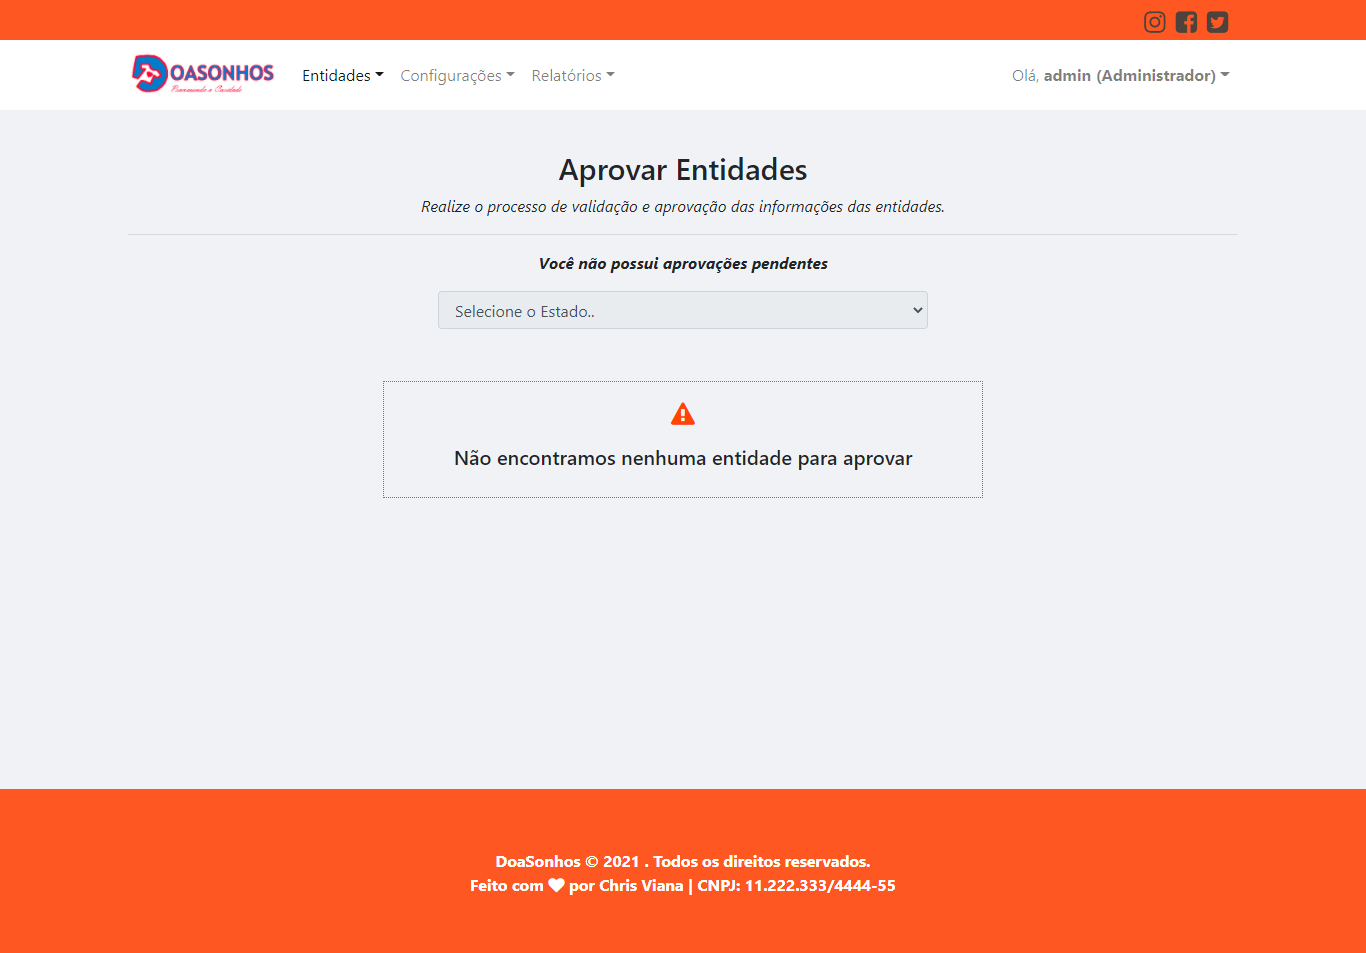 OASONHOS
Entidades
Configurações
Relatórios
Olá, admin (Administrador)
Aprovar Entidades
Realize o processo de validação e aprovação das informações das entidades.
Você não possui aprovações pendentes
Selecione o Estado..
Não encontramos nenhuma entidade para aprovar
DoaSonhos © 2021 . Todos os direitos reservados.
Feito com por Chris Viana | CNPJ: 11.222.333/4444-55